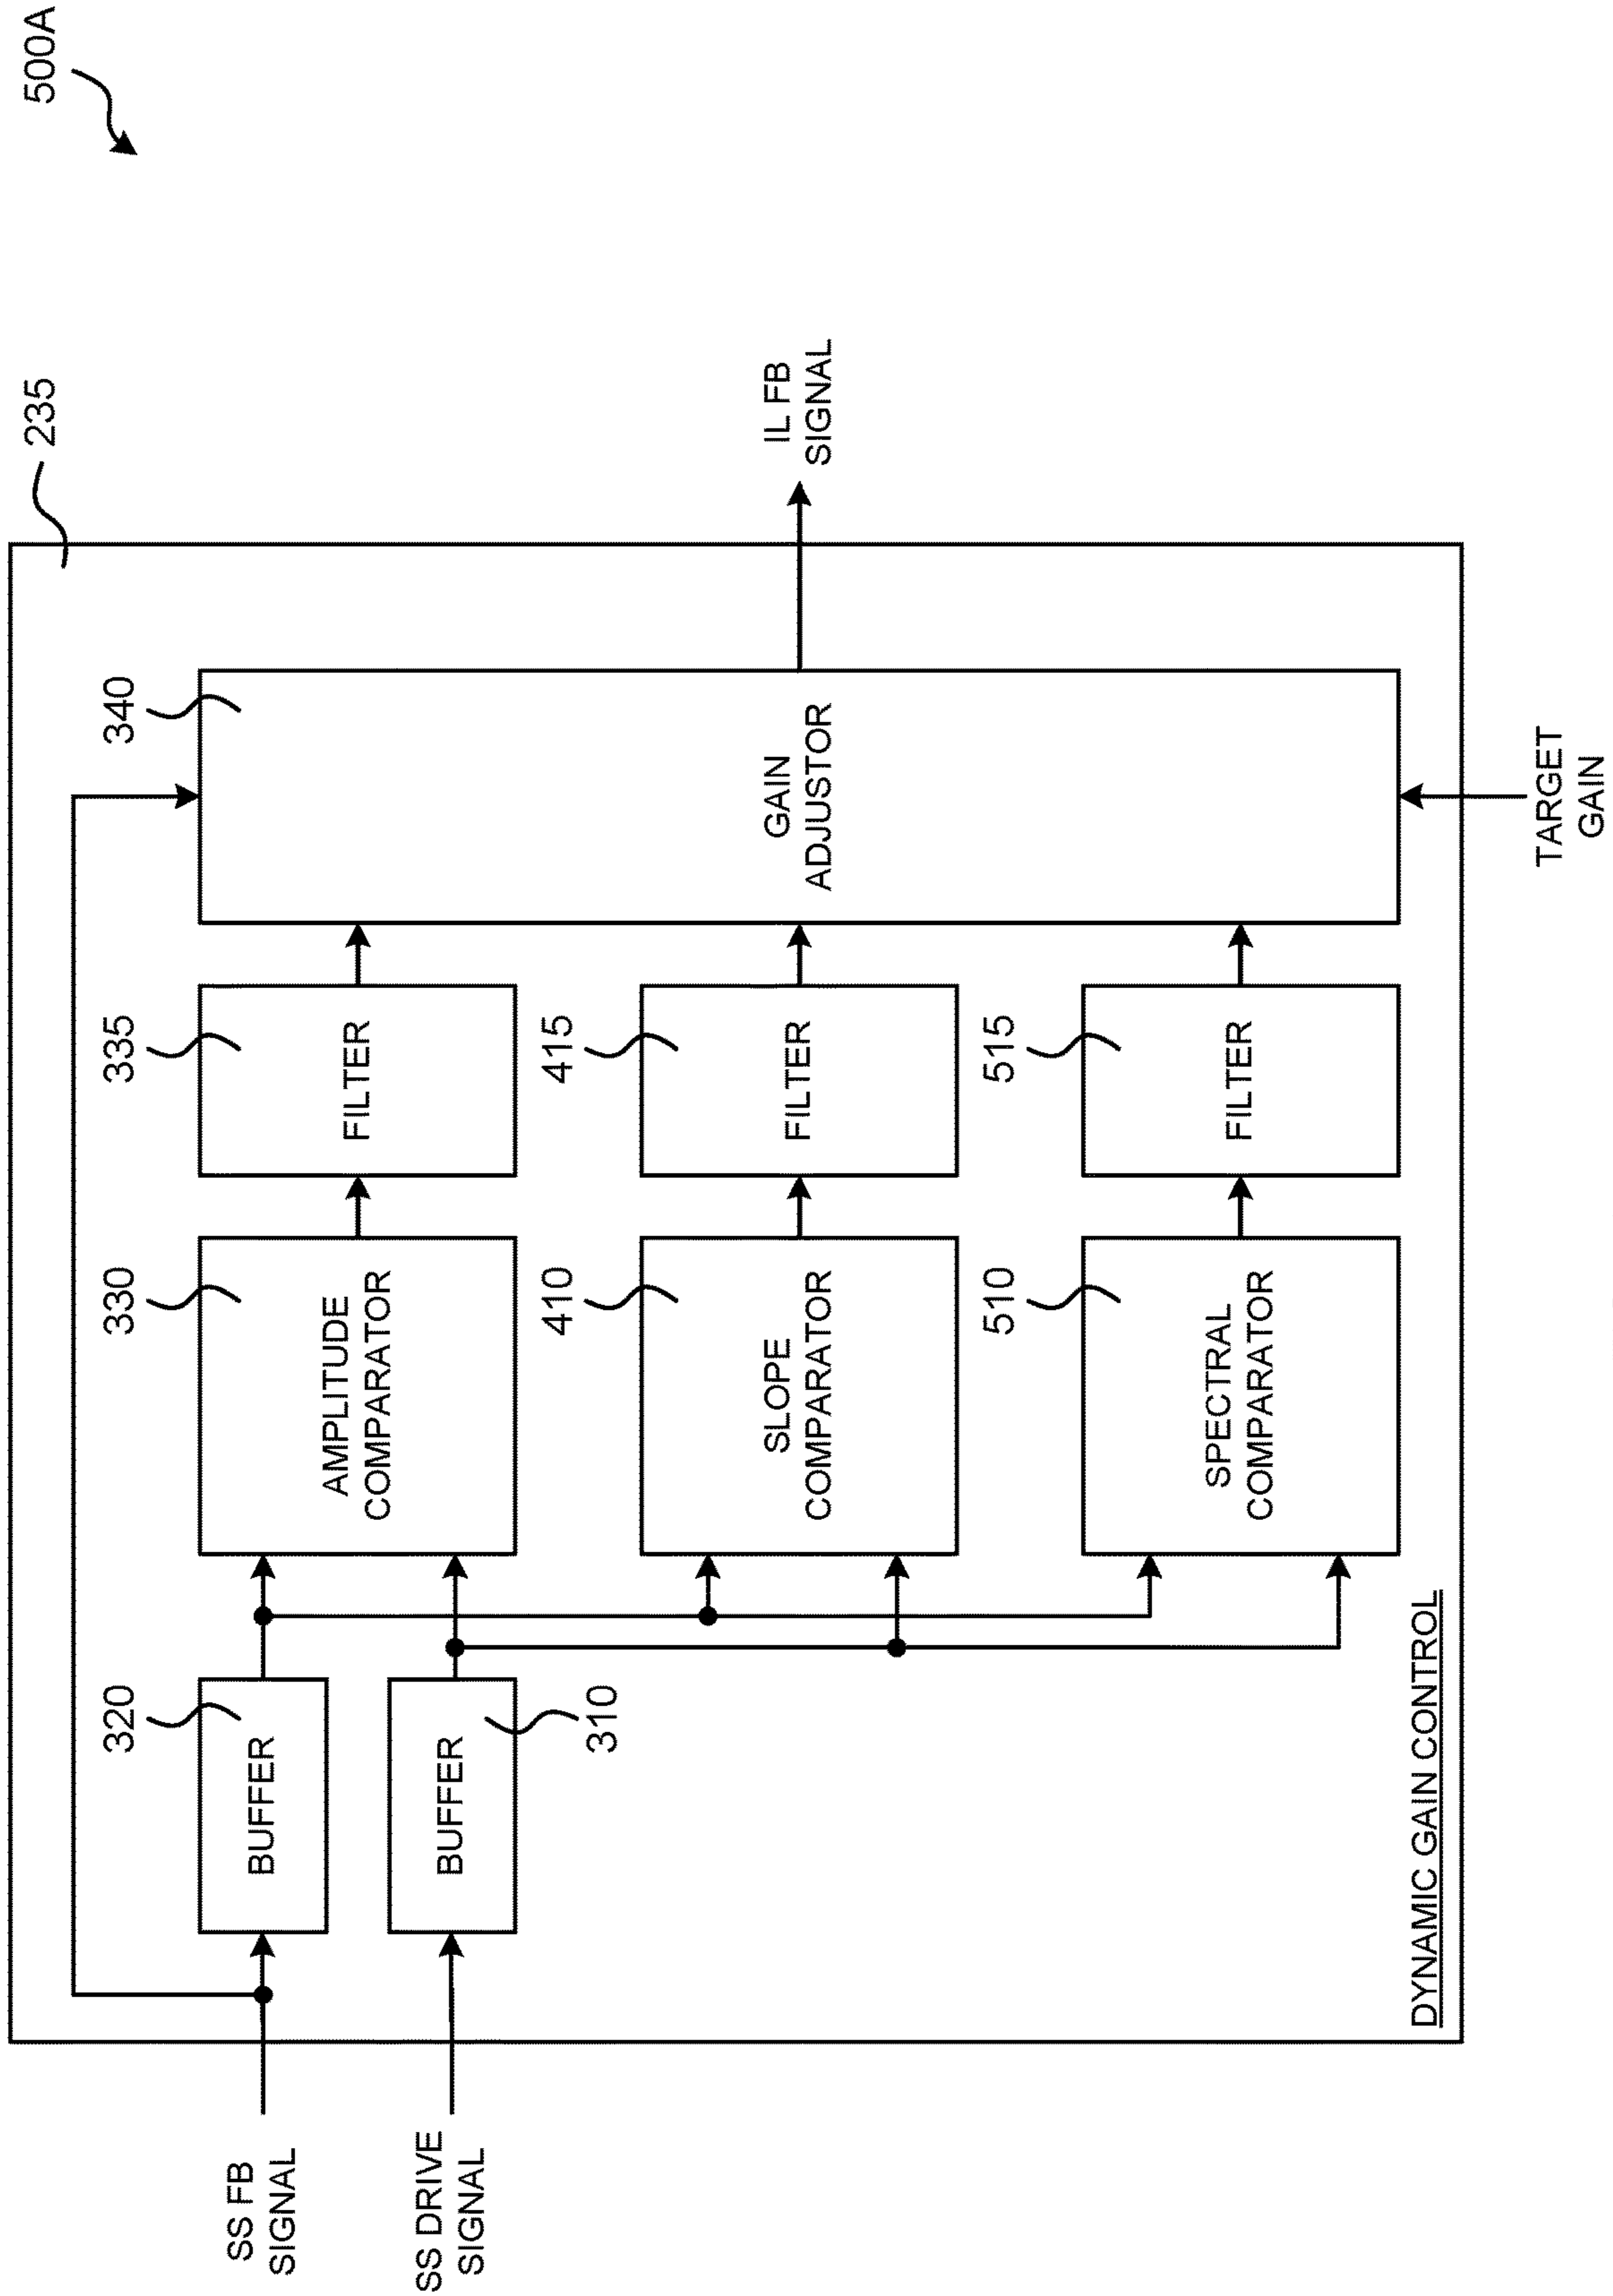 500A
235
SS FB
SIGNAL
SS DRIVE
SIGNAL
320
BUFFER
BUFFER
310
330
AMPLITUDE
COMPARATOR
335
FILTER
340
GAIN
ADJUSTOR
IL FB
SIGNAL
410
SLOPE
COMPARATOR
415
FILTER
510
SPECTRAL
COMPARATOR
515
FILTER
DYNAMIC GAIN CONTROL
TARGET
GAIN